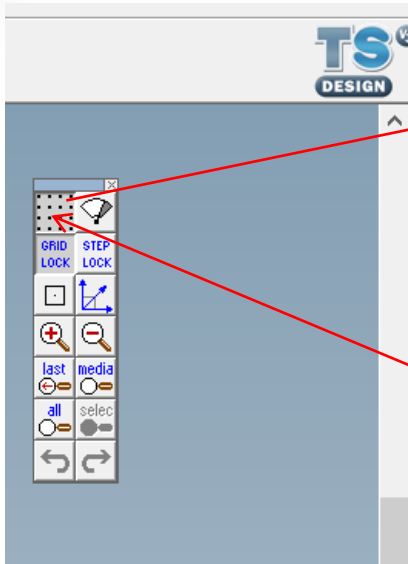 TS
DESIGN
GRID LOCK
STEP LOCK
last
media
all
selec